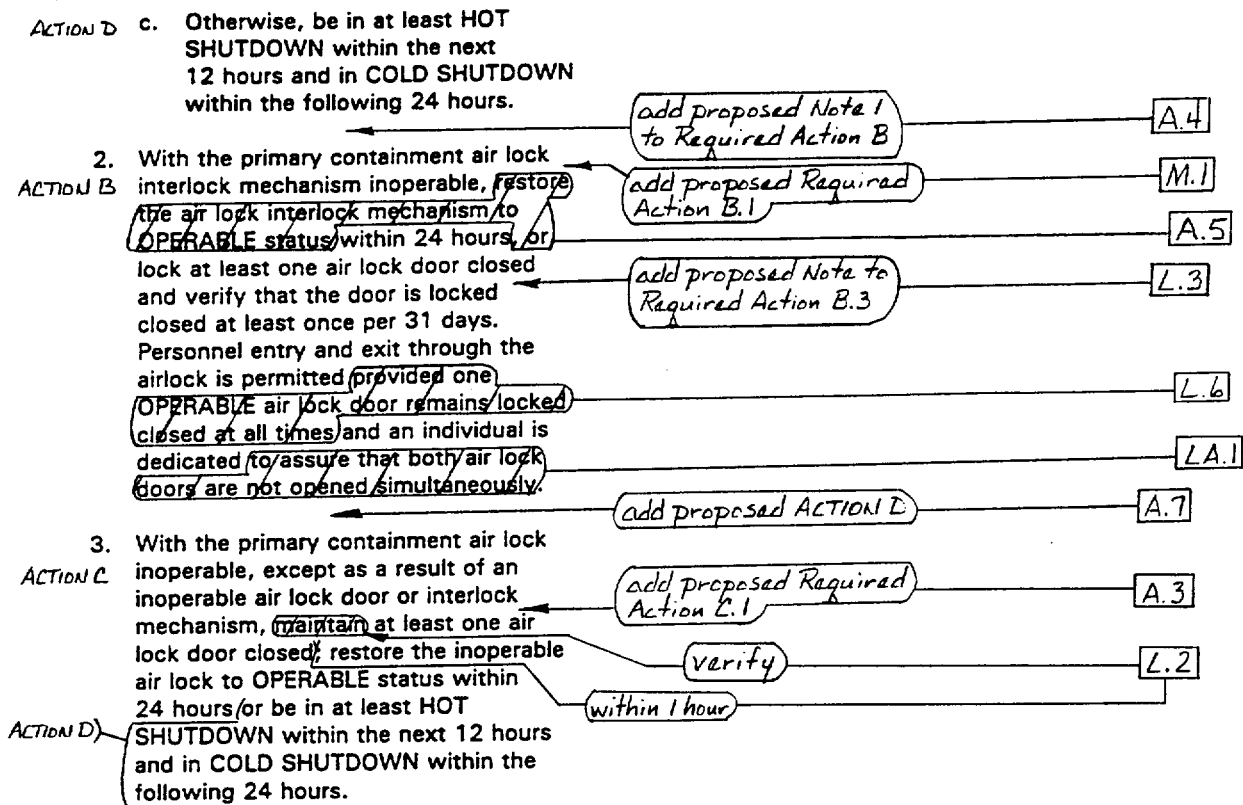 ACTION D c. Otherwise, be in at least HOT
SHUTDOWN within the next
12 hours and in COLD SHUTDOWN
within the following 24 hours.
add proposed Note 1
to Required Action B
A.4
2. With the primary containment air lock
ACTION B interlock mechanism inoperable, restore
add proposed Required
Action B.1
M.1
the air lock interlock mechanism to
OPERABLE status within 24 hours, or
A.5
lock at least one air lock door closed
and verify that the door is locked
add proposed Note to
Required Action B.3
L.3
closed at least once per 31 days.
Personnel entry and exit through the
airlock is permitted provided one
OPERABLE air lock door remains locked
L.6
closed at all times and an individual is
dedicated to assure that both air lock
LA.1
doors are not opened simultaneously.
add proposed ACTION D
A.7
3. With the primary containment air lock
ACTION C inoperable, except as a result of an
add proposed Required
Action C.1
A.3
inoperable air lock door or interlock
mechanism, maintain at least one air
lock door closed, restore the inoperable
verify
L.2
air lock to OPERABLE status within
24 hours or be in at least HOT
within 1 hour
ACTION D) SHUTDOWN within the next 12 hours
and in COLD SHUTDOWN within the
following 24 hours.